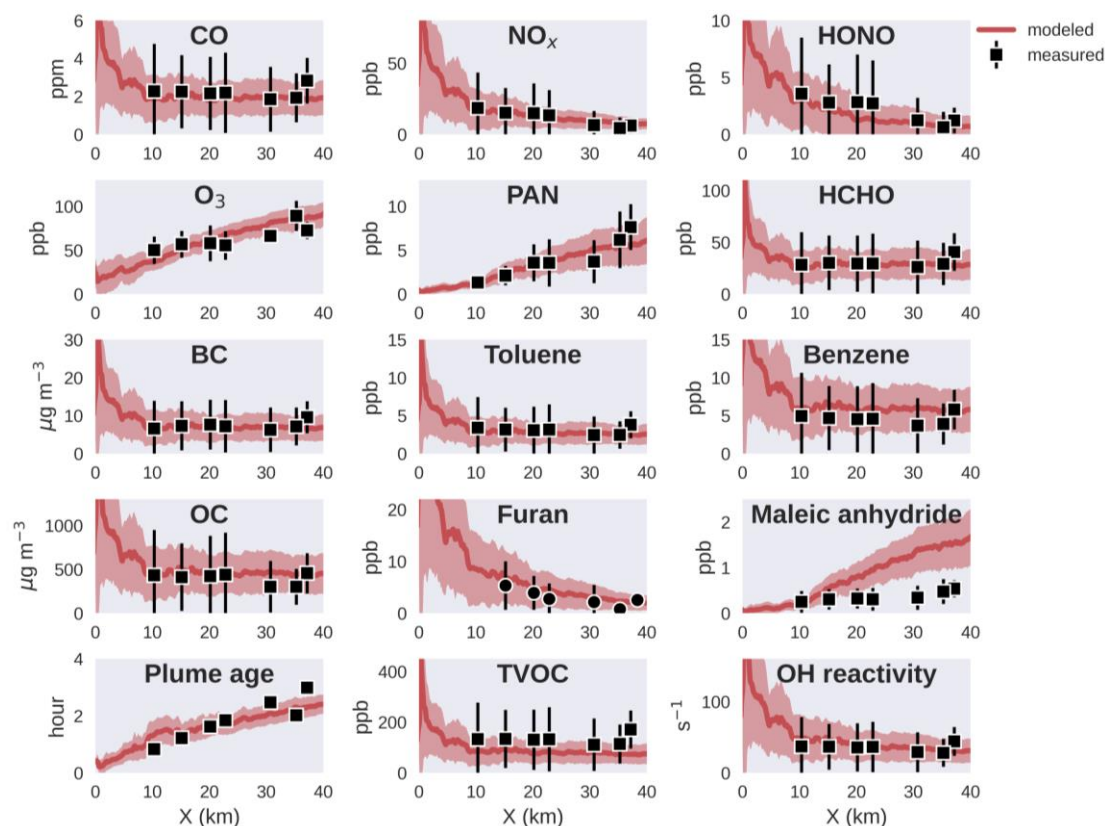 CO
6
4
2
0
ppm
0 10 20 30 40
NOₓ
50
0
ppb
0 10 20 30 40
HONO
10
5
0
ppb
0 10 20 30 40
modeled
measured
O₃
100
50
0
ppb
0 10 20 30 40
PAN
10
5
0
ppb
0 10 20 30 40
HCHO
100
50
0
ppb
0 10 20 30 40
BC
30
20
10
0
μg m⁻³
0 10 20 30 40
Toluene
15
10
5
0
ppb
0 10 20 30 40
Benzene
15
10
5
0
ppb
0 10 20 30 40
OC
1000
500
0
μg m⁻³
0 10 20 30 40
Furan
20
10
0
ppb
0 10 20 30 40
Maleic anhydride
2
1
0
ppb
0 10 20 30 40
Plume age
4
2
0
hour
0 10 20 30 40
X (km)
TVOC
400
200
0
ppb
0 10 20 30 40
X (km)
OH reactivity
100
0
s⁻¹
0 10 20 30 40
X (km)